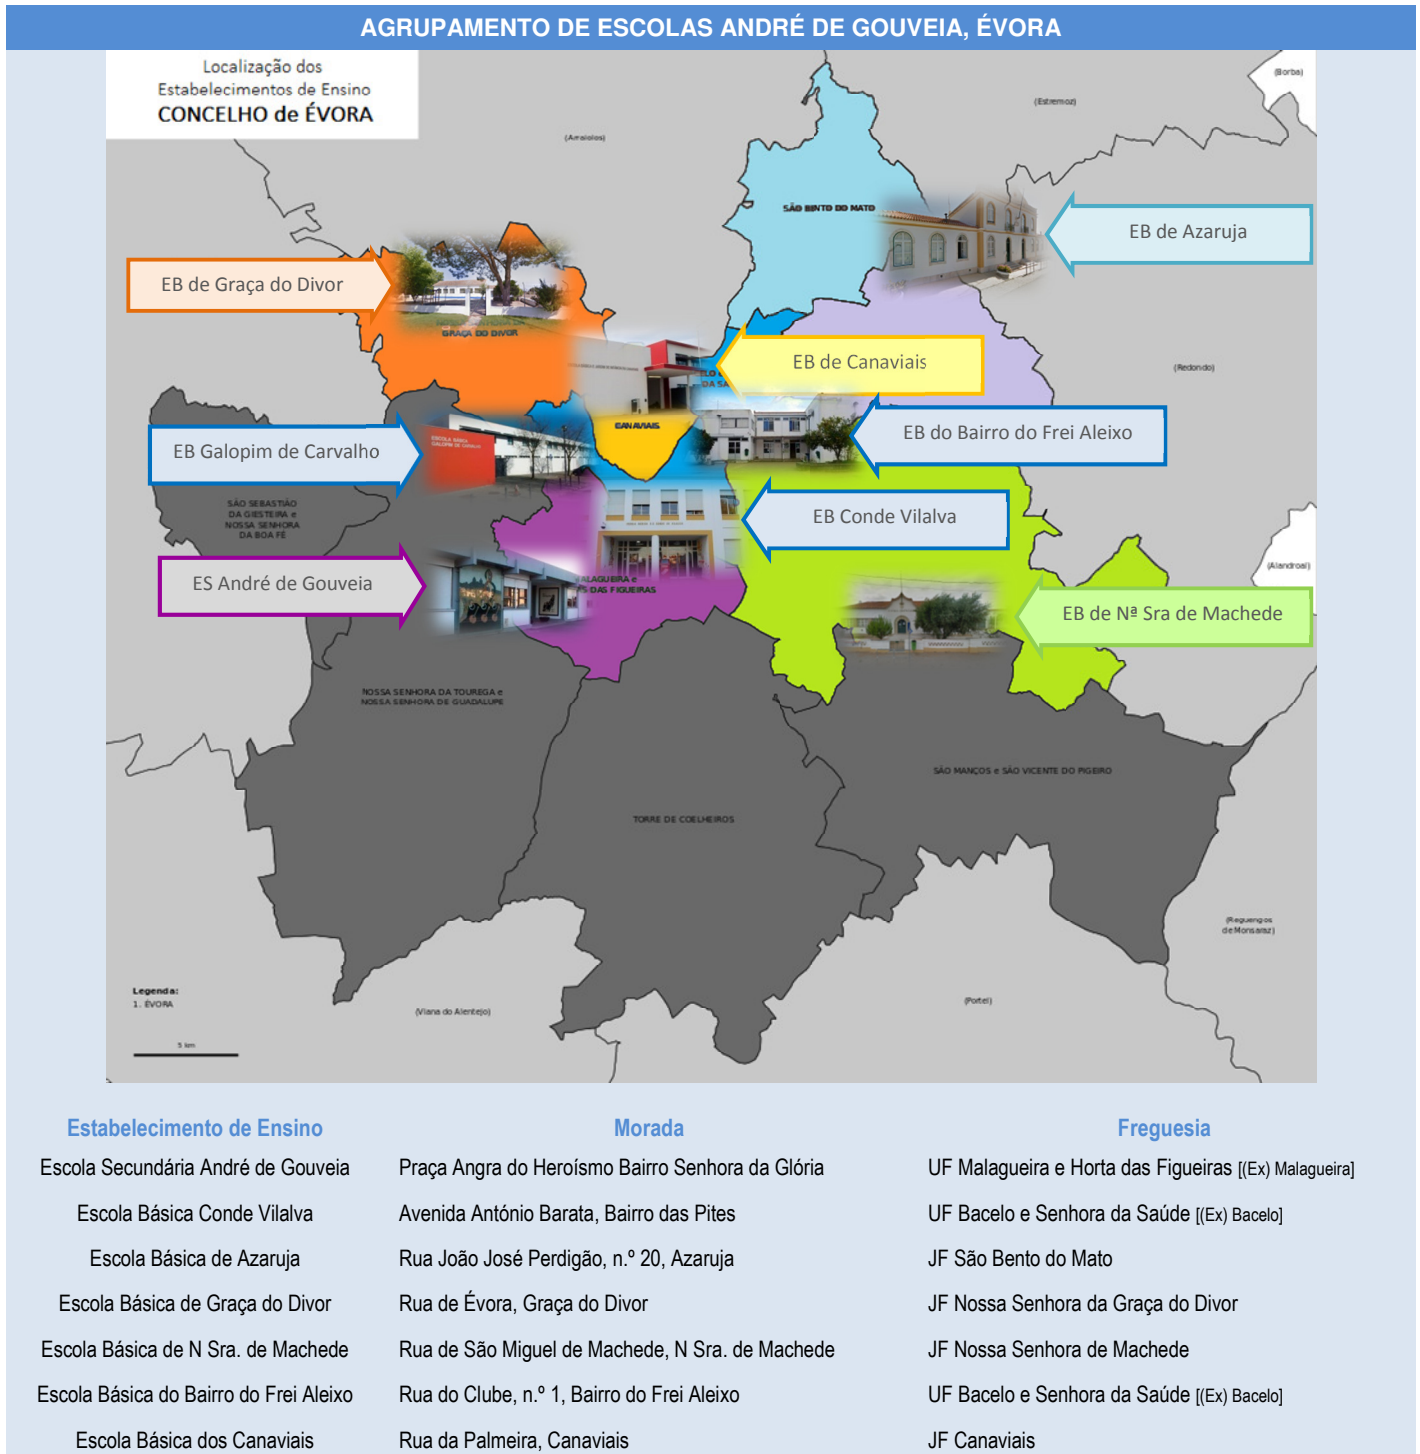 AGRUPAMENTO DE ESCOLAS ANDRÉ DE GOUVEIA, ÉVORA
Localização dos
Estabelecimentos de Ensino
CONCELHO de ÉVORA
(Borba)
(Estremoz)
(Arraiolos)
SÃO BENTO DO MATO
1
EB de Azaruja
EB de Graça do Divor
GRAÇA DO DIVOR
EB de Canaviais
(Redondo)
CANAVIAIS
EB do Bairro do Frei Aleixo
EB Galopim de Carvalho
ESCOLA BÁSICA
GALOPIM DE CARVALHO
SÃO SEBASTIÃO
DA GIESTEIRA e
NOSSA SENHORA
DA BOA FÉ
EB Conde Vilalva
(Alandroal)
ES André de Gouveia
ALAGUEIRA e
DAS FIGUEIRAS
EB de Nª Sra de Machede
NOSSA SENHORA DA TOUREGA e
NOSSA SENHORA DE GUADALUPE
SÃO MANÇOS e SÃO VICENTE DO PIGEIRO
TORRE DE COELHEIROS
(Reguengos
de Monsaraz)
Legenda:
1. ÉVORA
(Viana do Alentejo)
(Portel)
5 km
Estabelecimento de Ensino Morada Freguesia
Escola Secundária André de Gouveia Praça Angra do Heroísmo Bairro Senhora da Glória UF Malagueira e Horta das Figueiras [(Ex) Malagueira]
Escola Básica Conde Vilalva Avenida António Barata, Bairro das Pites UF Bacelo e Senhora da Saúde [(Ex) Bacelo]
Escola Básica de Azaruja Rua João José Perdigão, n.º 20, Azaruja JF São Bento do Mato
Escola Básica de Graça do Divor Rua de Évora, Graça do Divor JF Nossa Senhora da Graça do Divor
Escola Básica de N Sra. de Machede Rua de São Miguel de Machede, N Sra. de Machede JF Nossa Senhora de Machede
Escola Básica do Bairro do Frei Aleixo Rua do Clube, n.º 1, Bairro do Frei Aleixo UF Bacelo e Senhora da Saúde [(Ex) Bacelo]
Escola Básica dos Canaviais Rua da Palmeira, Canaviais JF Canaviais